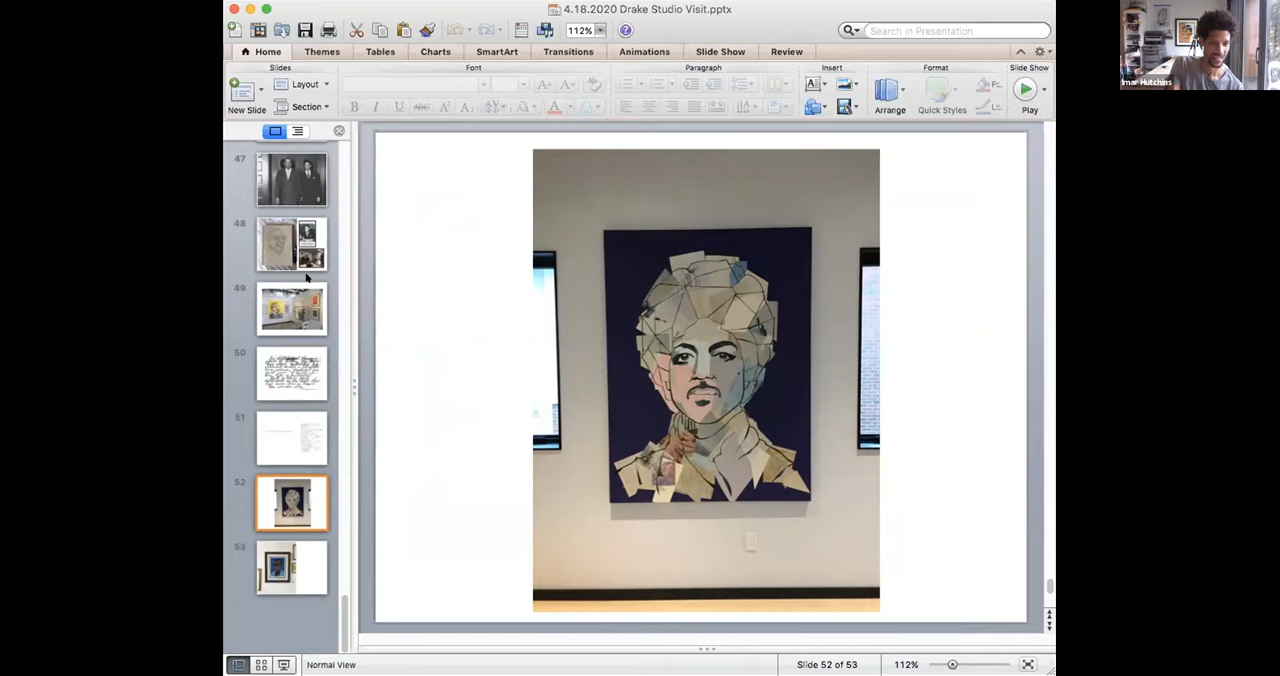 4.18.2020 Drake Studio Visit.pptx
112%
Search in Presentation
Home Themes Tables Charts SmartArt Transitions Animations Slide Show Review
Slides Font Paragraph Insert Format Slide Show
New Slide
Layout
Section
Arrange
Quick Styles
Play
47
48
49
50
51
52
53
Normal View
Slide 52 of 53
112%
Imar Hutchins